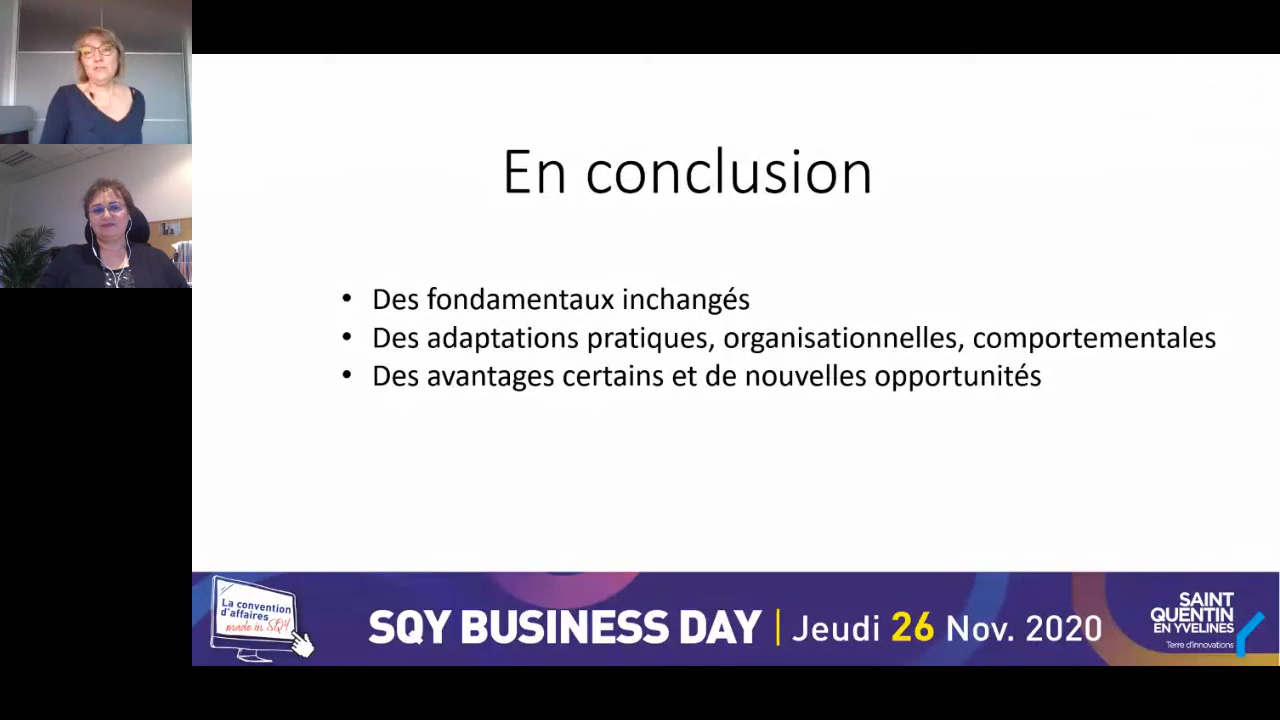 En conclusion
• Des fondamentaux inchangés
• Des adaptations pratiques, organisationnelles, comportementales
• Des avantages certains et de nouvelles opportunités
La convention
d'affaires
made in SQY
SQY BUSINESS DAY | Jeudi 26 Nov. 2020
SAINT
QUENTIN
EN YVELINES
Terre d'innovations